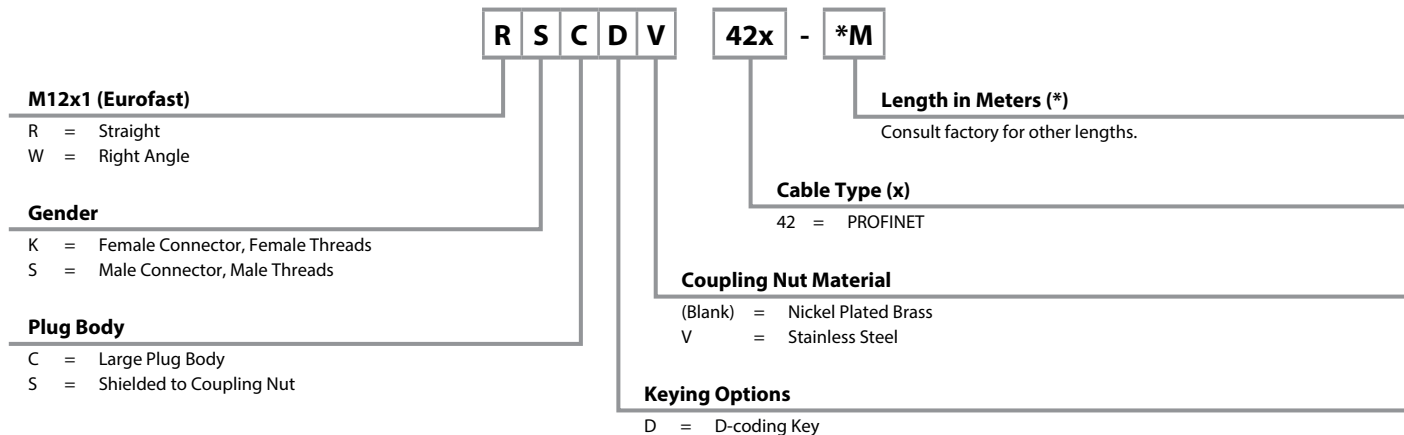 R S C D V 42x - *M
M12x1 (Eurofast)
R = Straight
W = Right Angle
Gender
K = Female Connector, Female Threads
S = Male Connector, Male Threads
Plug Body
C = Large Plug Body
S = Shielded to Coupling Nut
Length in Meters (*)
Consult factory for other lengths.
Cable Type (x)
42 = PROFINET
Coupling Nut Material
(Blank) = Nickel Plated Brass
V = Stainless Steel
Keying Options
D = D-coding Key